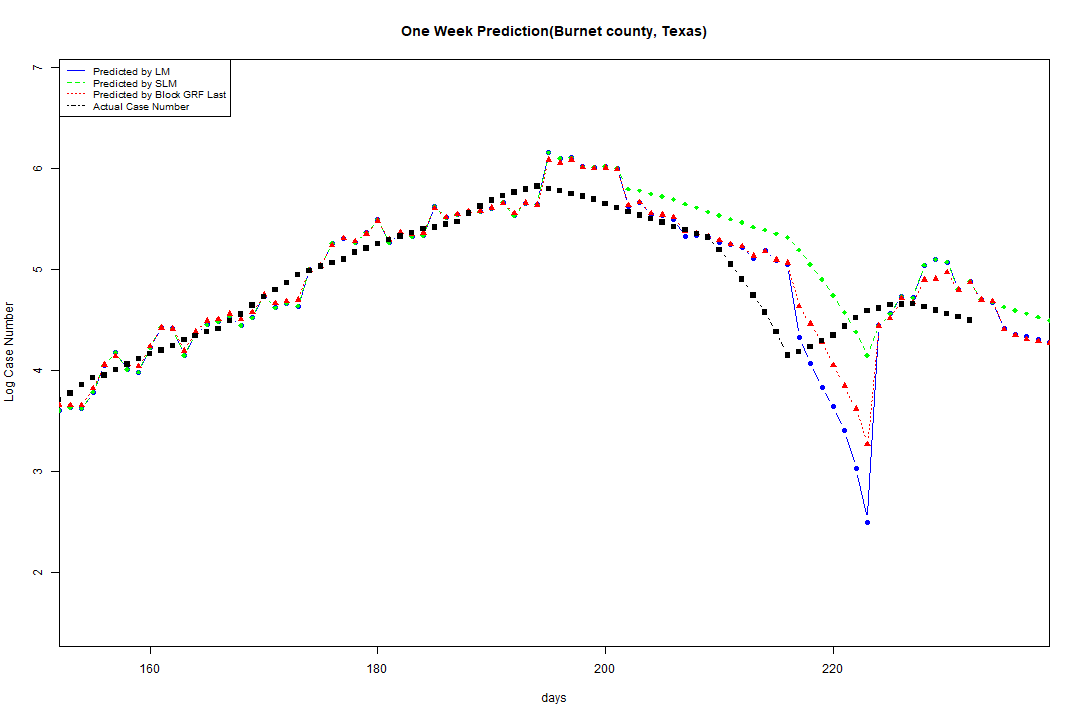 One Week Prediction(Burnet county, Texas)
Predicted by LM
Predicted by SLM
Predicted by Block GRF Last
Actual Case Number
7
6
5
4
3
2
Log Case Number
160 180 200 220
days